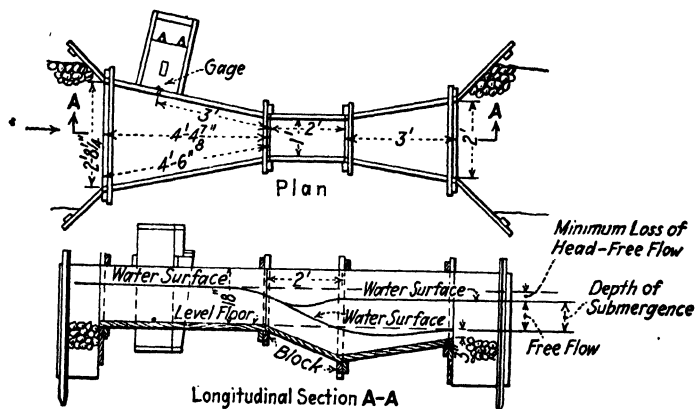 Gage
A
A
3'
4'-4 7/8"
1'
2'
3'
2'
2'-8 1/4"
4'-6"
Plan
Minimum Loss of
Head-Free Flow
2'
Water Surface
Water Surface
Depth of
Submergence
Level Floor
Water Surface
Block
3"
Free Flow
Longitudinal Section A-A